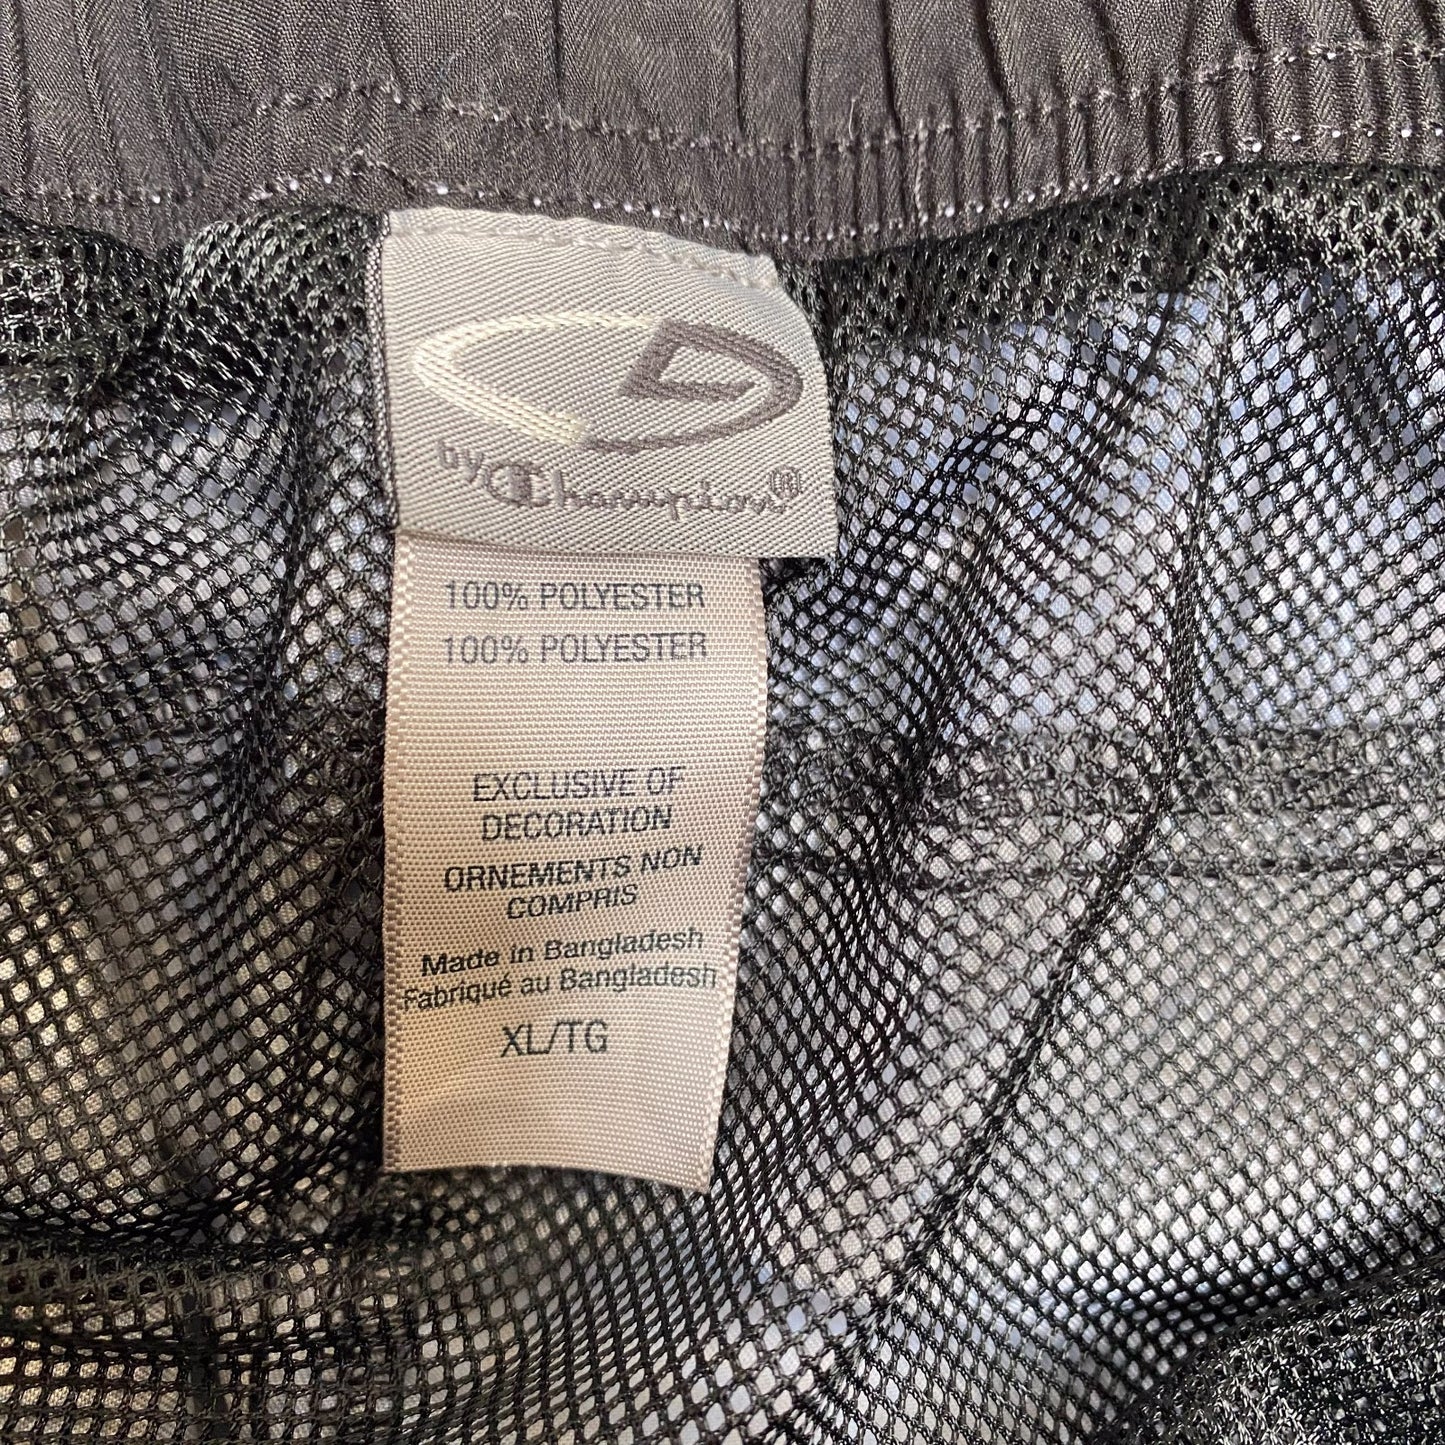 by Champion®
100% POLYESTER
100% POLYESTER
EXCLUSIVE OF
DECORATION
ORNEMENTS NON
COMPRIS
Made in Bangladesh
Fabriqué au Bangladesh
XL/TG